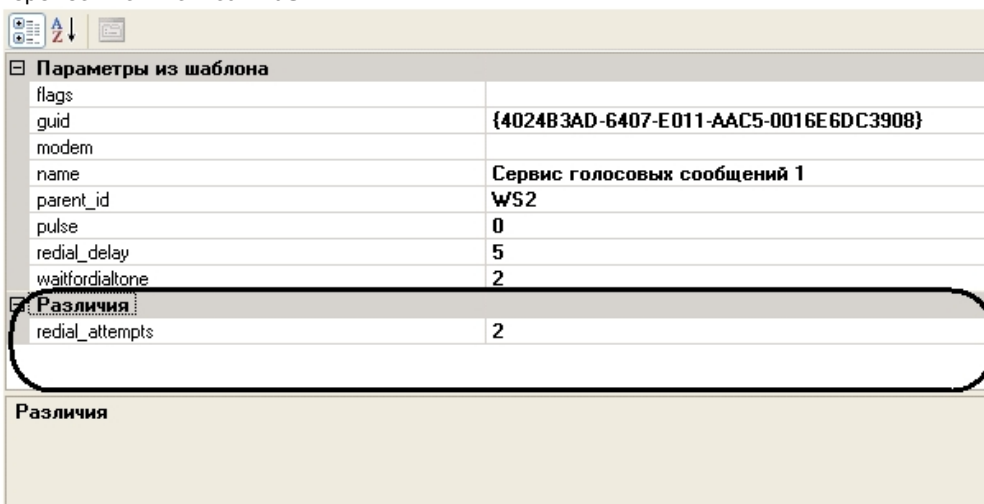 Параметры из шаблона
flags
guid {4024B3AD-6407-E011-AAC5-0016E6DC3908}
modem
name Сервис голосовых сообщений 1
parent_id WS2
pulse 0
redial_delay 5
waitfordialtone 2
Различия
redial_attempts 2
Различия